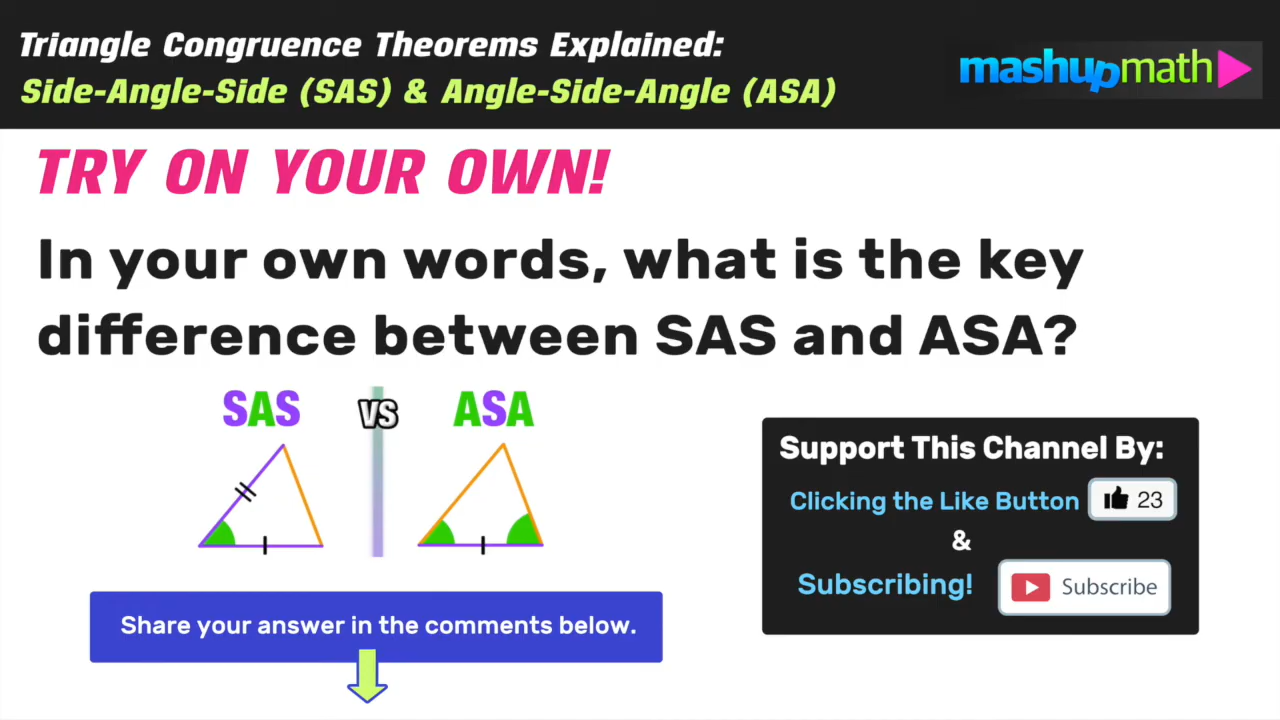 Triangle Congruence Theorems Explained:
Side-Angle-Side (SAS) & Angle-Side-Angle (ASA)
mashupmath
TRY ON YOUR OWN!
In your own words, what is the key
difference between SAS and ASA?
SAS VS ASA
Support This Channel By:
Clicking the Like Button 23
&
Subscribing! Subscribe
Share your answer in the comments below.